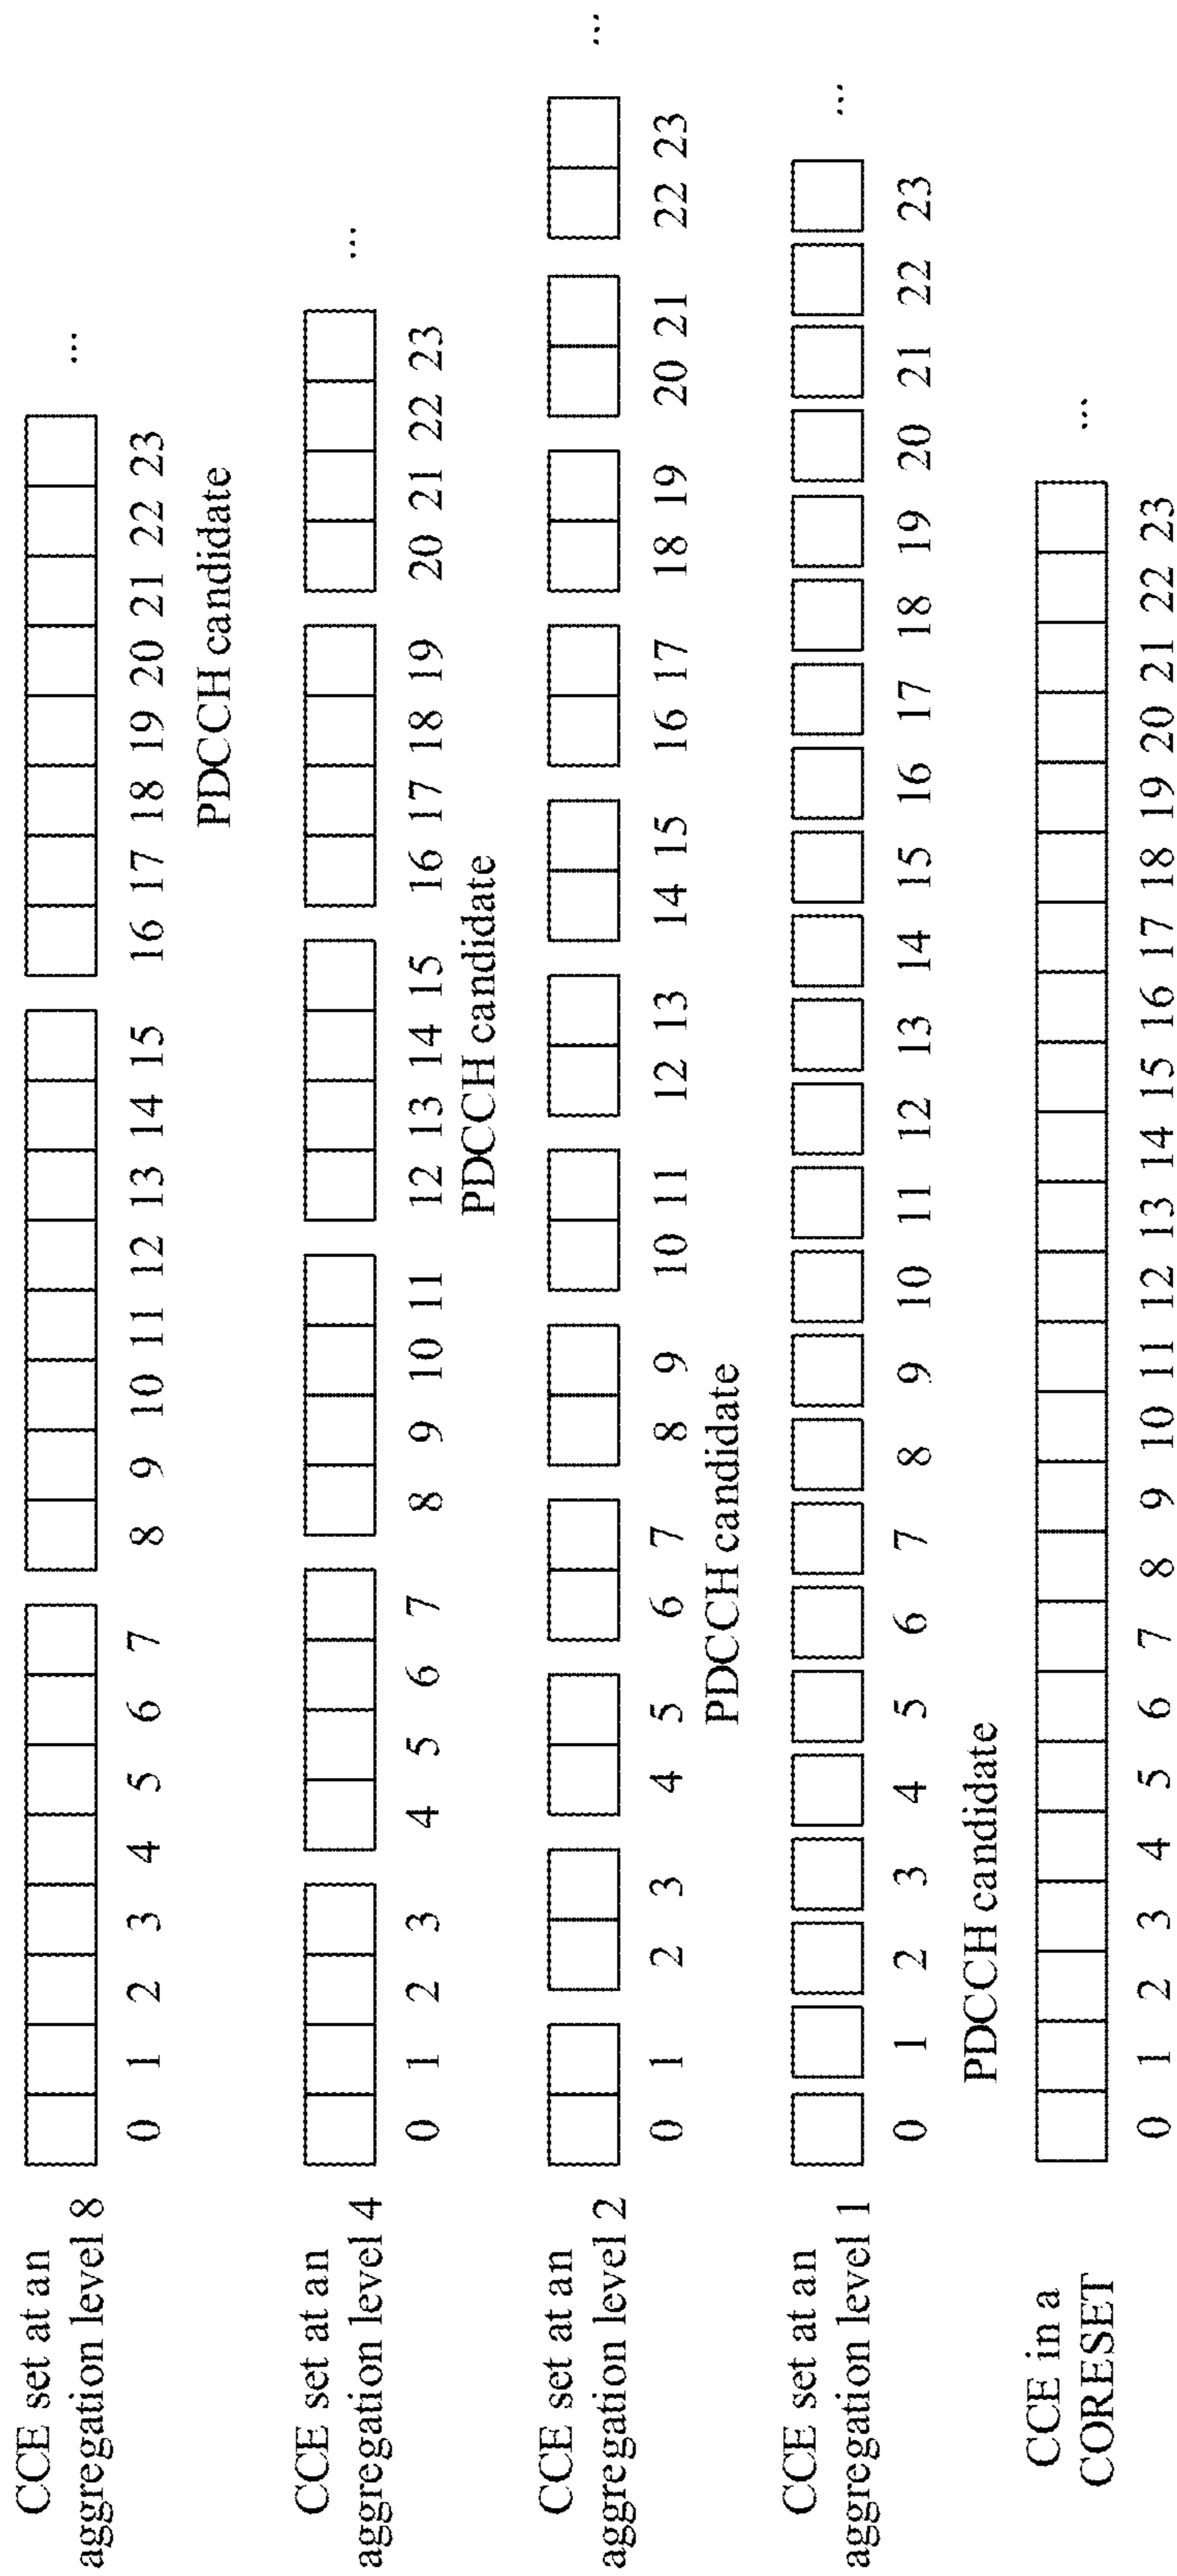 CCE set at an
aggregation level 8
0 1 2 3 4 5 6 7 8 9 10 11 12 13 14 15 16 17 18 19 20 21 22 23
...
PDCCH candidate
CCE set at an
aggregation level 4
0 1 2 3 4 5 6 7 8 9 10 11 12 13 14 15 16 17 18 19 20 21 22 23
...
PDCCH candidate
CCE set at an
aggregation level 2
0 1 2 3 4 5 6 7 8 9 10 11 12 13 14 15 16 17 18 19 20 21 22 23
...
PDCCH candidate
CCE set at an
aggregation level 1
0 1 2 3 4 5 6 7 8 9 10 11 12 13 14 15 16 17 18 19 20 21 22 23
...
PDCCH candidate
CCE in a
CORESET
0 1 2 3 4 5 6 7 8 9 10 11 12 13 14 15 16 17 18 19 20 21 22 23
...